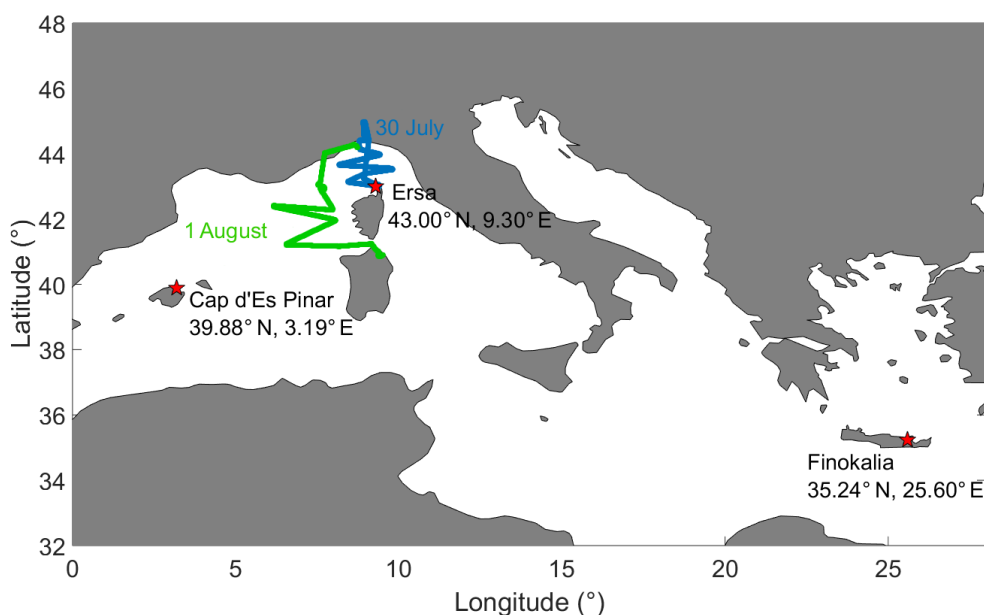 48
46
44
42
40
38
36
34
32
Latitude (°)
30 July
Ersa
43.00° N, 9.30° E
1 August
Cap d'Es Pinar
39.88° N, 3.19° E
Finokalia
35.24° N, 25.60° E
0
5
10
15
20
25
Longitude (°)